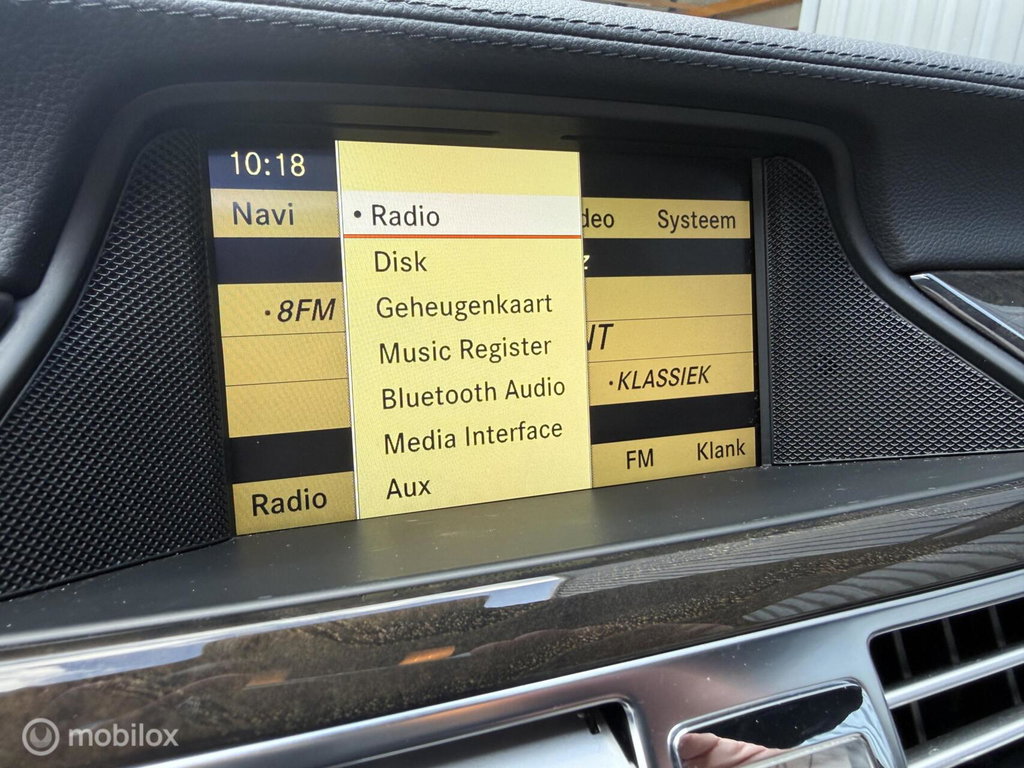 10:18
Navi
• Radio
deo
Systeem
Disk
z
•8FM
Geheugenkaart
NT
Music Register
•KLASSIEK
Bluetooth Audio
Media Interface
FM
Klank
Radio
Aux
mobilox